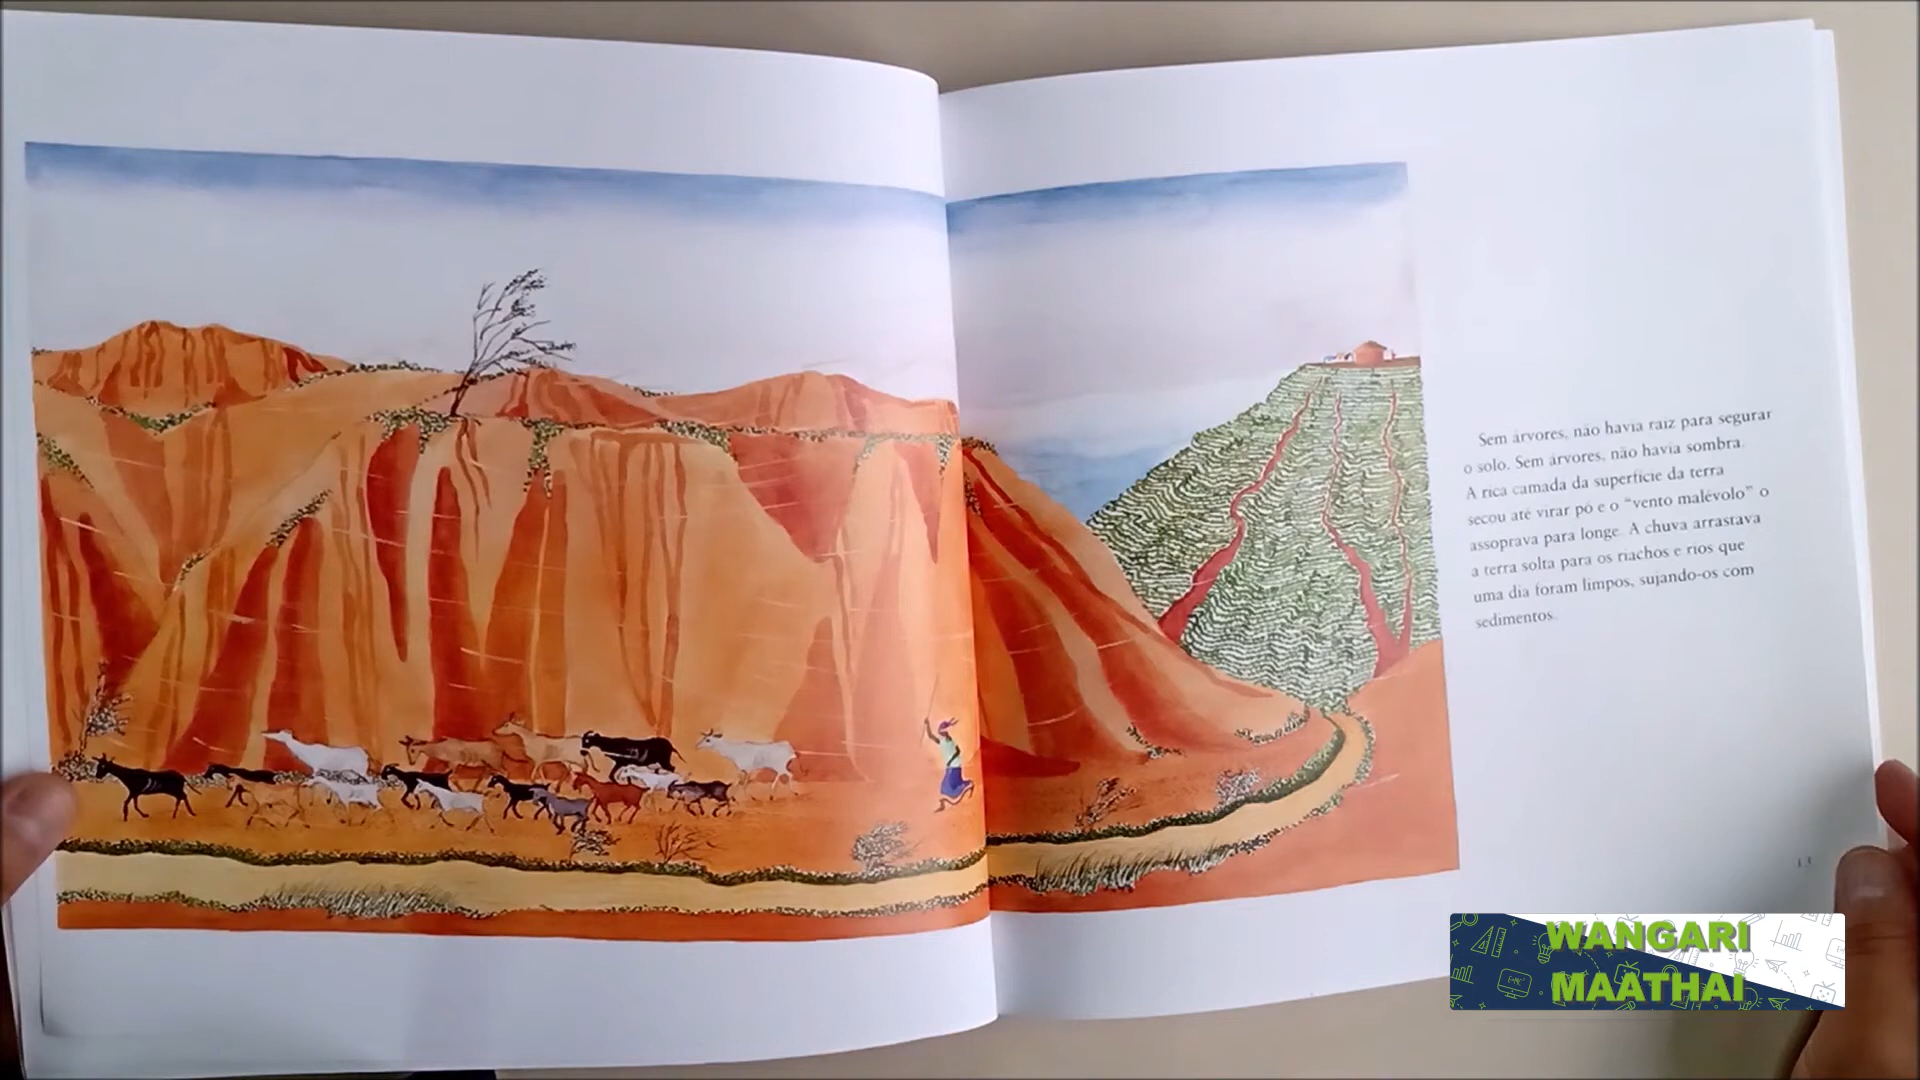 Sem árvores, não havia raiz para segurar
o solo. Sem árvores, não havia sombra.
A rica camada da superfície da terra
secou até virar pó e o “vento malévolo” o
assoprava para longe. A chuva arrastava
a terra solta para os riachos e rios que
uma dia foram limpos, sujando-os com
sedimentos.
WANGARI
MAATHAI